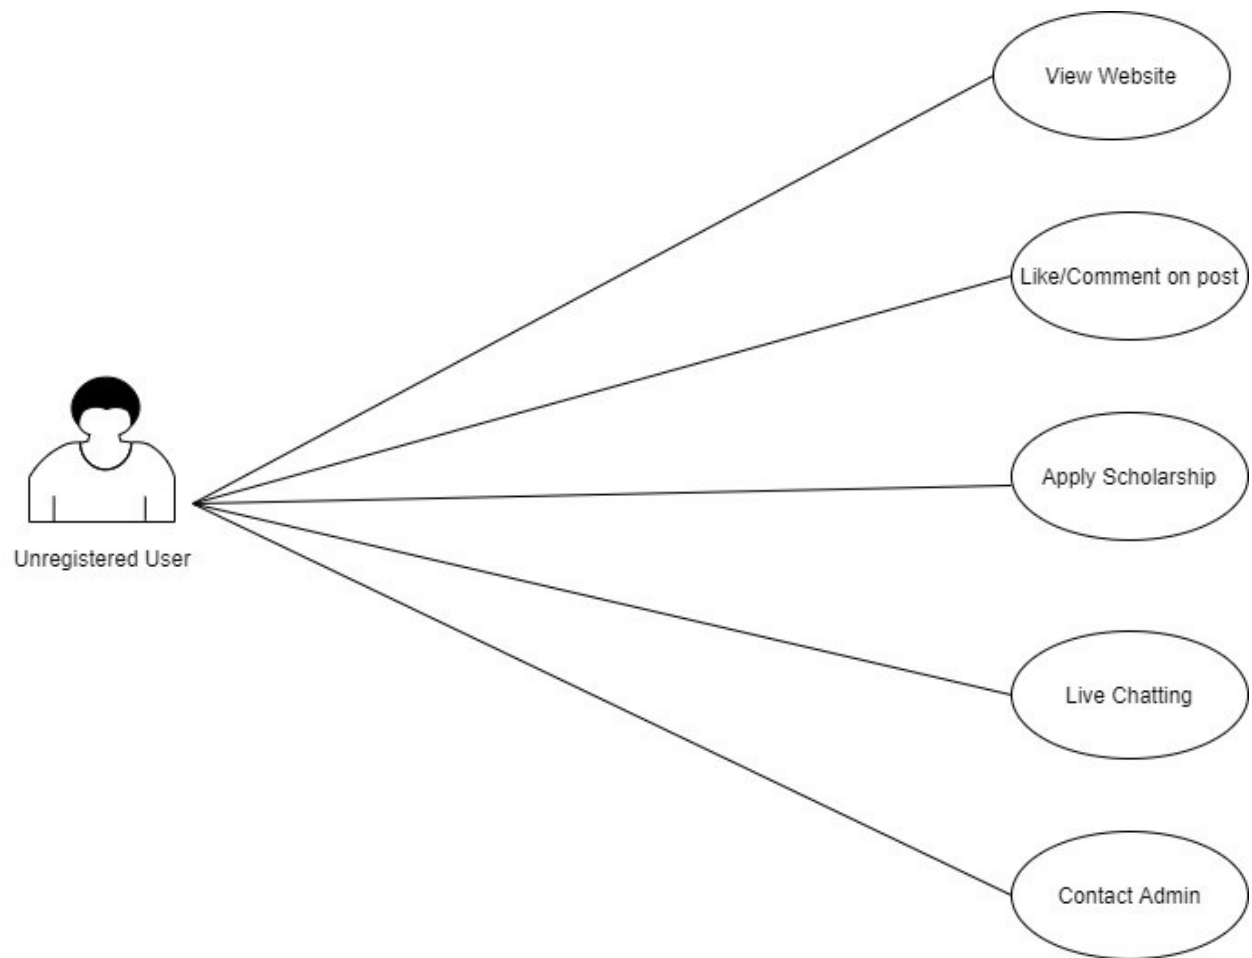 View Website
Like/Comment on post
Apply Scholarship
Unregistered User
Live Chatting
Contact Admin